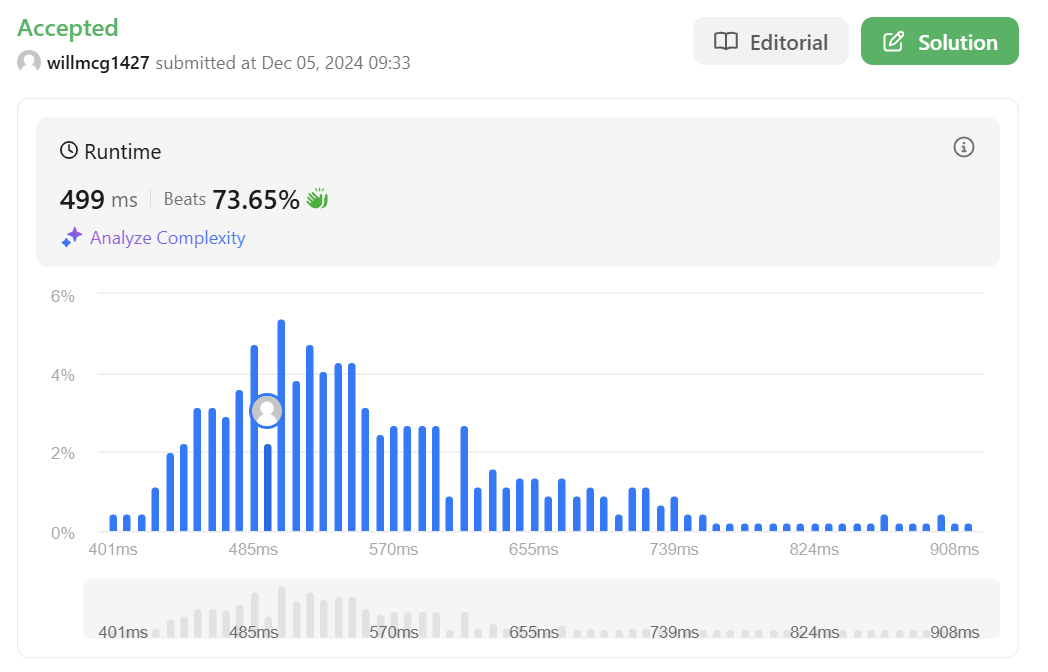 Accepted
Editorial
Solution
willmcg1427 submitted at Dec 05, 2024 09:33
Runtime
499 ms Beats 73.65%
Analyze Complexity
6%
4%
2%
0%
401ms 485ms 570ms 655ms 739ms 824ms 908ms
401ms 485ms 570ms 655ms 739ms 824ms 908ms